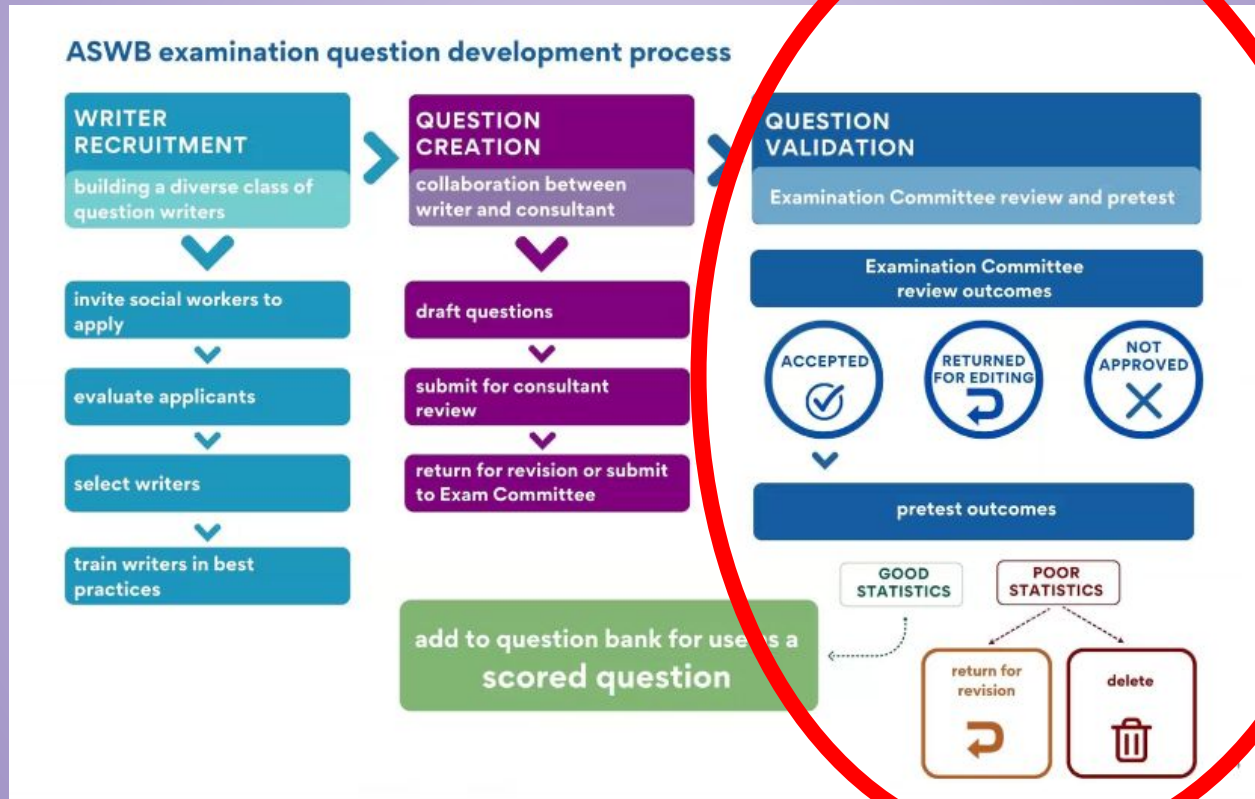 ASWB examination question development process
WRITER
RECRUITMENT
building a diverse class of
question writers
invite social workers to
apply
evaluate applicants
select writers
train writers in best
practices
QUESTION
CREATION
collaboration between
writer and consultant
draft questions
submit for consultant
review
return for revision or submit
to Exam Committee
QUESTION
VALIDATION
Examination Committee review and pretest
Examination Committee
review outcomes
ACCEPTED
RETURNED
FOR EDITING
NOT
APPROVED
pretest outcomes
GOOD
STATISTICS
POOR
STATISTICS
add to question bank for use as a
scored question
return for
revision
delete